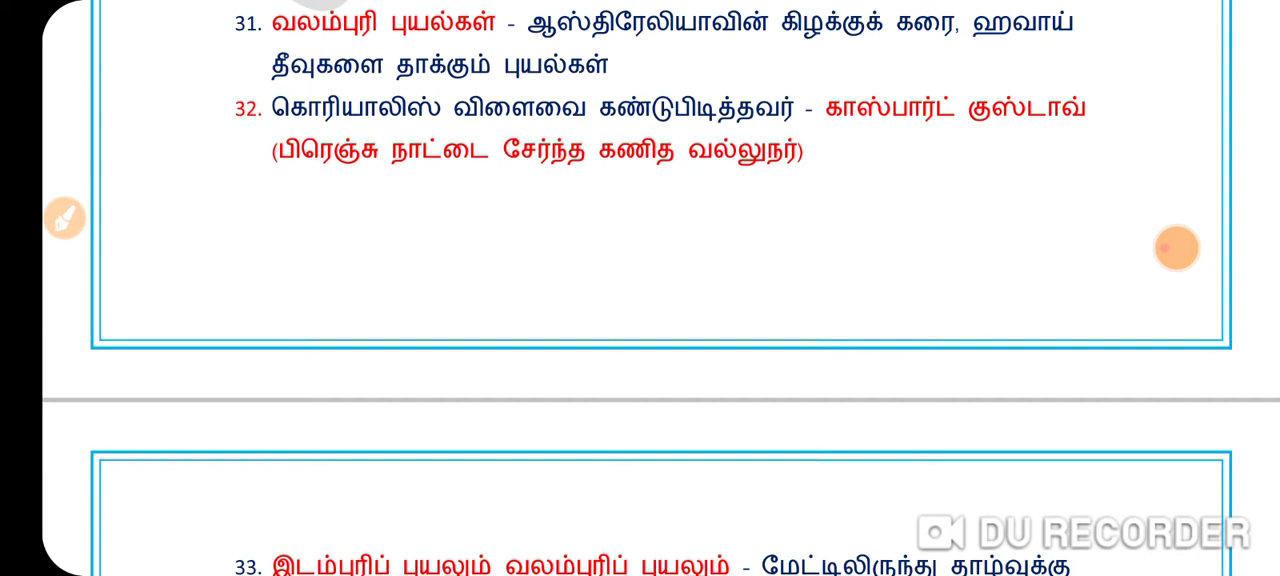 31. வலம்புரி புயல்கள் - ஆஸ்திரேலியாவின் கிழக்குக் கரை, ஹவாய்
தீவுகளை தாக்கும் புயல்கள்
32. கொரியாலிஸ் விளைவை கண்டுபிடித்தவர் - காஸ்பார்ட் குஸ்டாவ்
(பிரெஞ்சு நாட்டை சேர்ந்த கணித வல்லுநர்)
DU RECORDER
33. இடம்புரிப் புயலும் வலம்புரிப் புயலும் - மேட்டிலிருந்து தாழ்வுக்கு